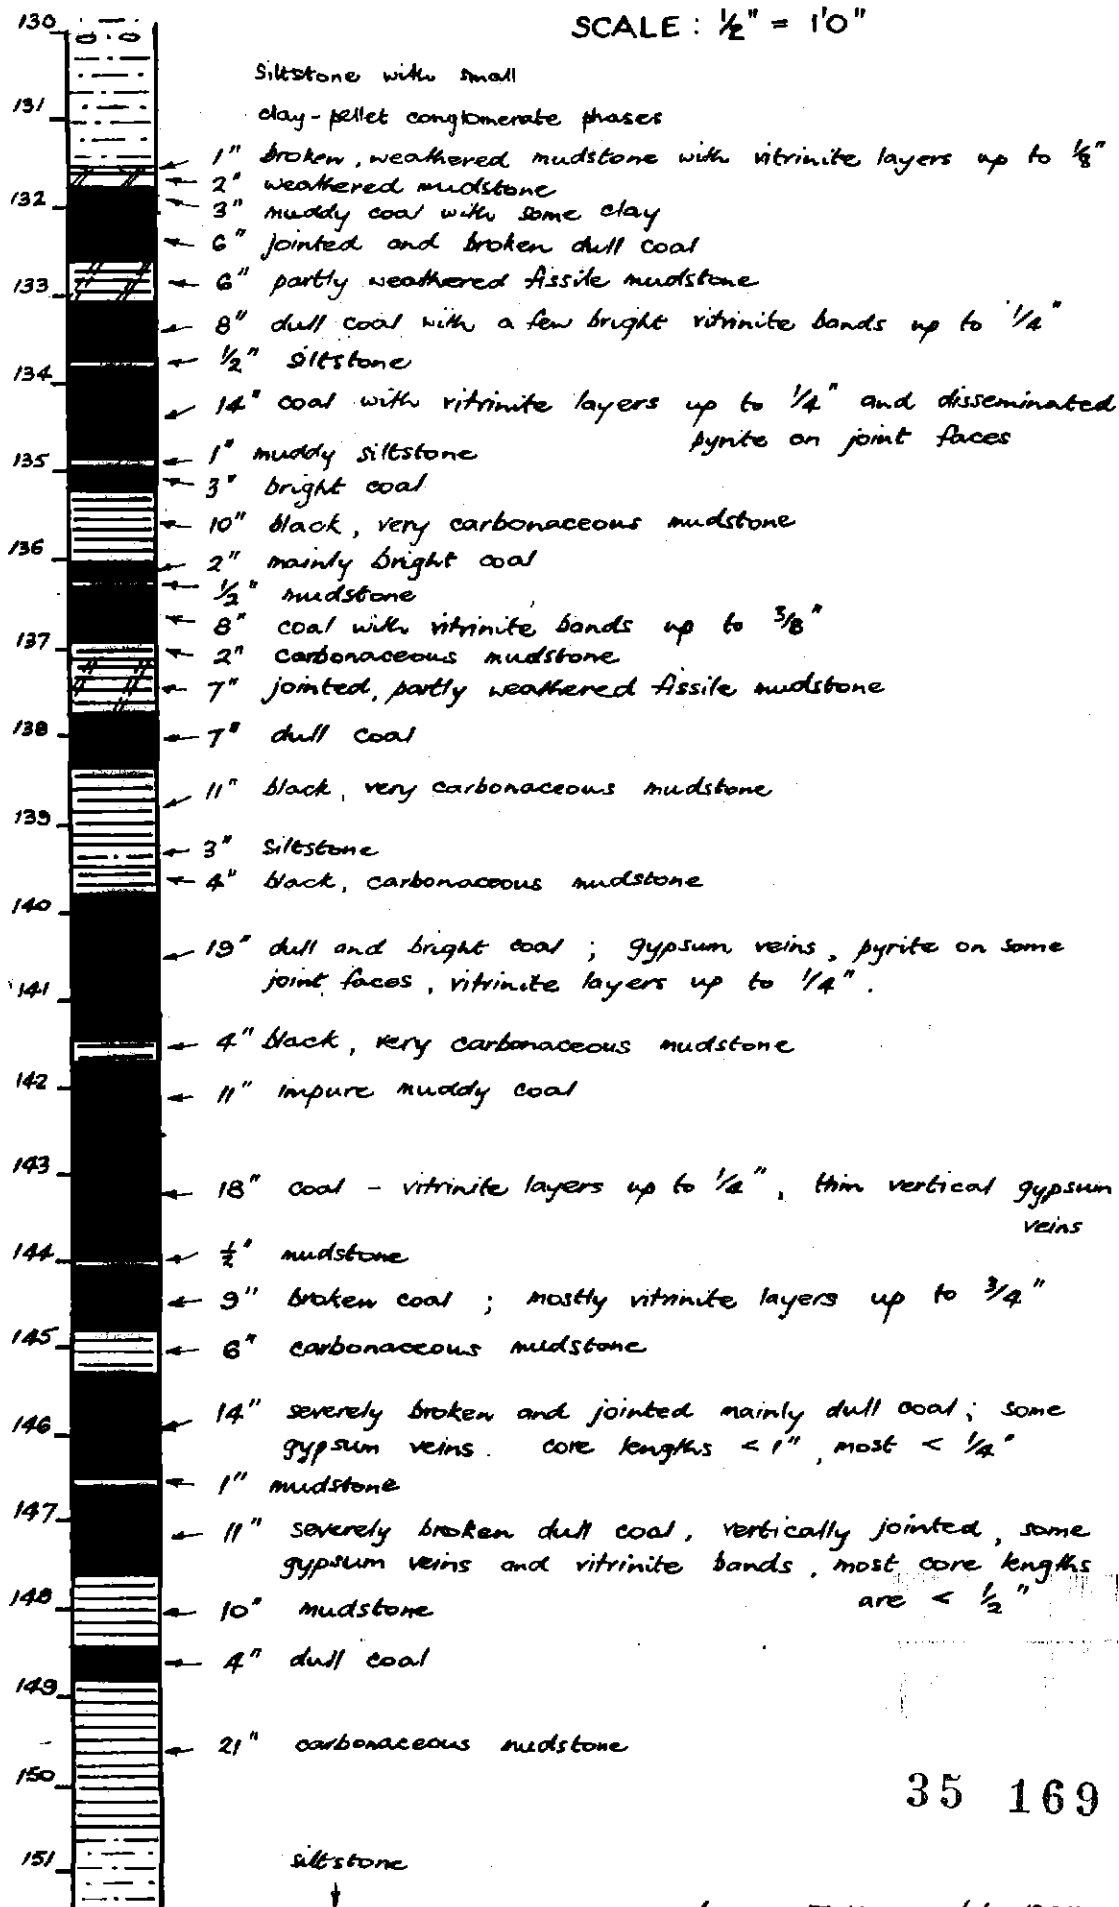 SCALE : ½" = 1'0"
130
Siltstone with small
131
clay-pellet conglomerate phases
1" broken, weathered mudstone with vitrinite layers up to ⅛"
2" weathered mudstone
132
3" muddy coal with some clay
6" jointed and broken dull coal
133
6" partly weathered fissile mudstone
8" dull coal with a few bright vitrinite bands up to ¼"
½" siltstone
134
14" coal with vitrinite layers up to ¼" and disseminated
pyrite on joint faces
135
1" muddy siltstone
3" bright coal
10" black, very carbonaceous mudstone
136
2" mainly bright coal
½" mudstone
8" coal with vitrinite bands up to ⅜"
137
2" carbonaceous mudstone
7" jointed, partly weathered fissile mudstone
138
7" dull coal
11" black, very carbonaceous mudstone
139
3" siltstone
4" black, carbonaceous mudstone
140
19" dull and bright coal ; gypsum veins, pyrite on some
joint faces, vitrinite layers up to ¼".
141
4" black, very carbonaceous mudstone
142
11" impure muddy coal
143
18" coal - vitrinite layers up to ¼", thin vertical gypsum
veins
144
½" mudstone
9" broken coal ; mostly vitrinite layers up to ¾"
145
6" carbonaceous mudstone
146
14" severely broken and jointed mainly dull coal; some
gypsum veins. core lengths < 1", most < ¼"
1" mudstone
147
11" severely broken dull coal, vertically jointed, some
gypsum veins and vitrinite bands, most core lengths
are < ½"
148
10" mudstone
4" dull coal
149
21" carbonaceous mudstone
150
35 169
151
siltstone